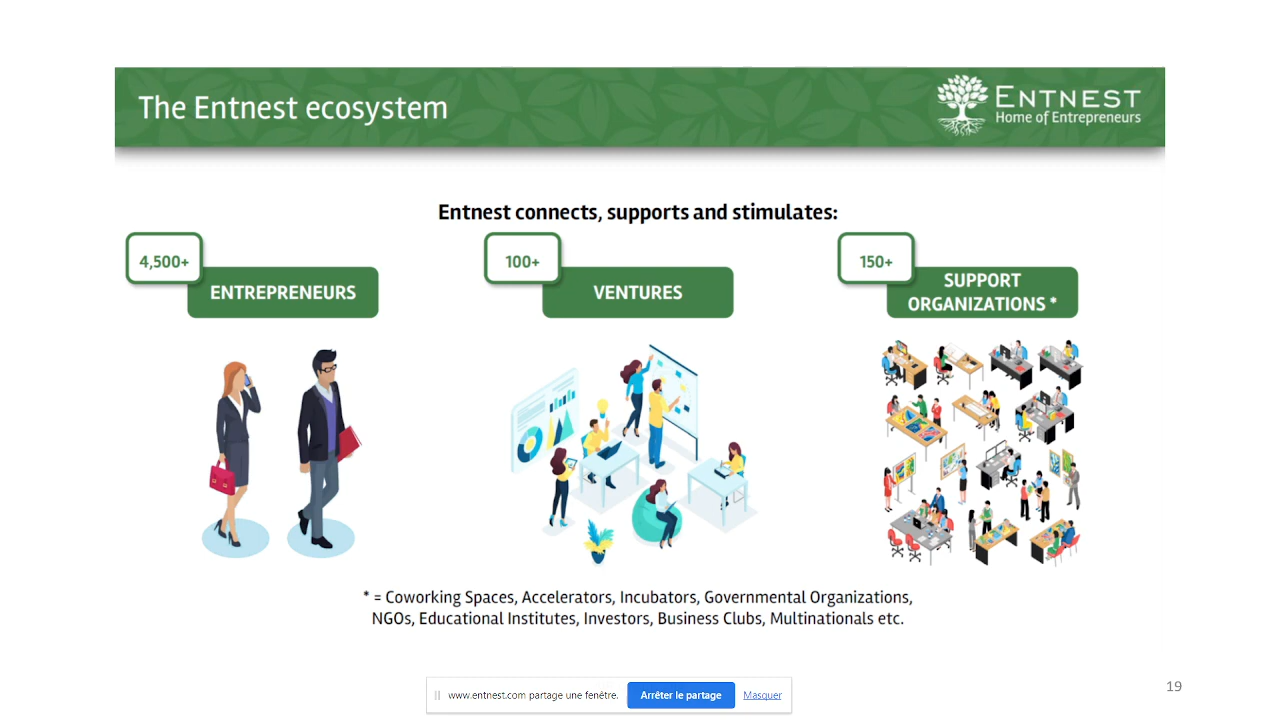 The Entnest ecosystem
ENTNEST
Home of Entrepreneurs
Entnest connects, supports and stimulates:
4,500+
ENTREPRENEURS
100+
VENTURES
150+
SUPPORT
ORGANIZATIONS *
* = Coworking Spaces, Accelerators, Incubators, Governmental Organizations,
NGOs, Educational Institutes, Investors, Business Clubs, Multinationals etc.
www.entnest.com partage une fenêtre. Arrêter le partage Masquer
19